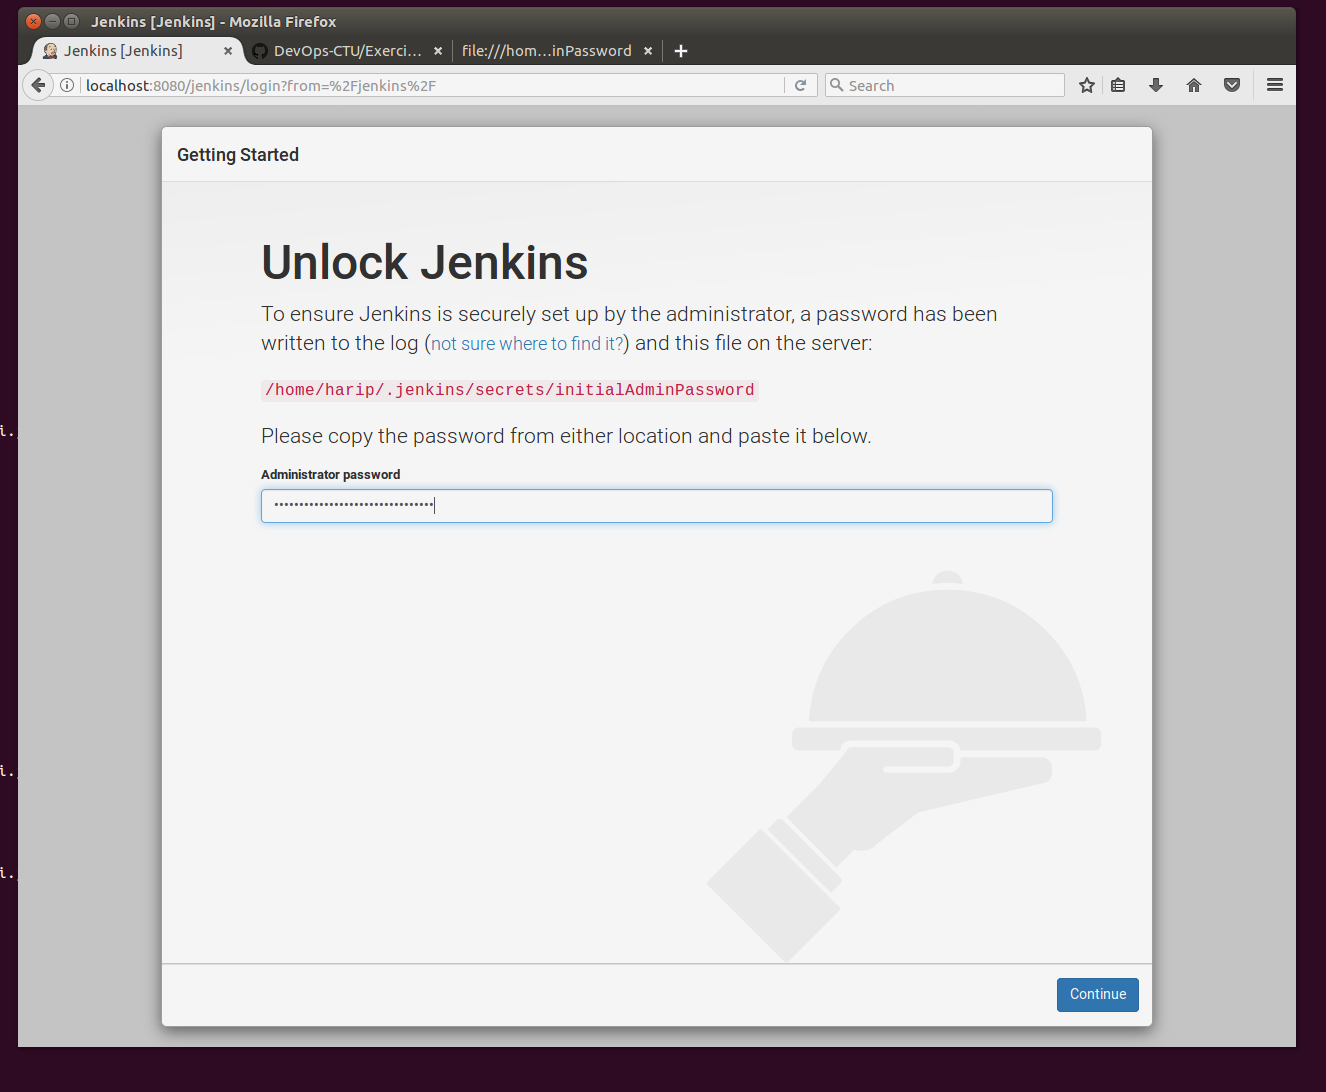 Jenkins [Jenkins] - Mozilla Firefox
Jenkins [Jenkins]
DevOps-CTU/Exerci...
file:///hom...inPassword
localhost:8080/jenkins/login?from=%2Fjenkins%2F
Search
Getting Started
Unlock Jenkins
To ensure Jenkins is securely set up by the administrator, a password has been
written to the log (not sure where to find it?) and this file on the server:
/home/harip/.jenkins/secrets/initialAdminPassword
i.
Please copy the password from either location and paste it below.
Administrator password
••••••••••••••••••••••••••••••••
i.
i.
Continue